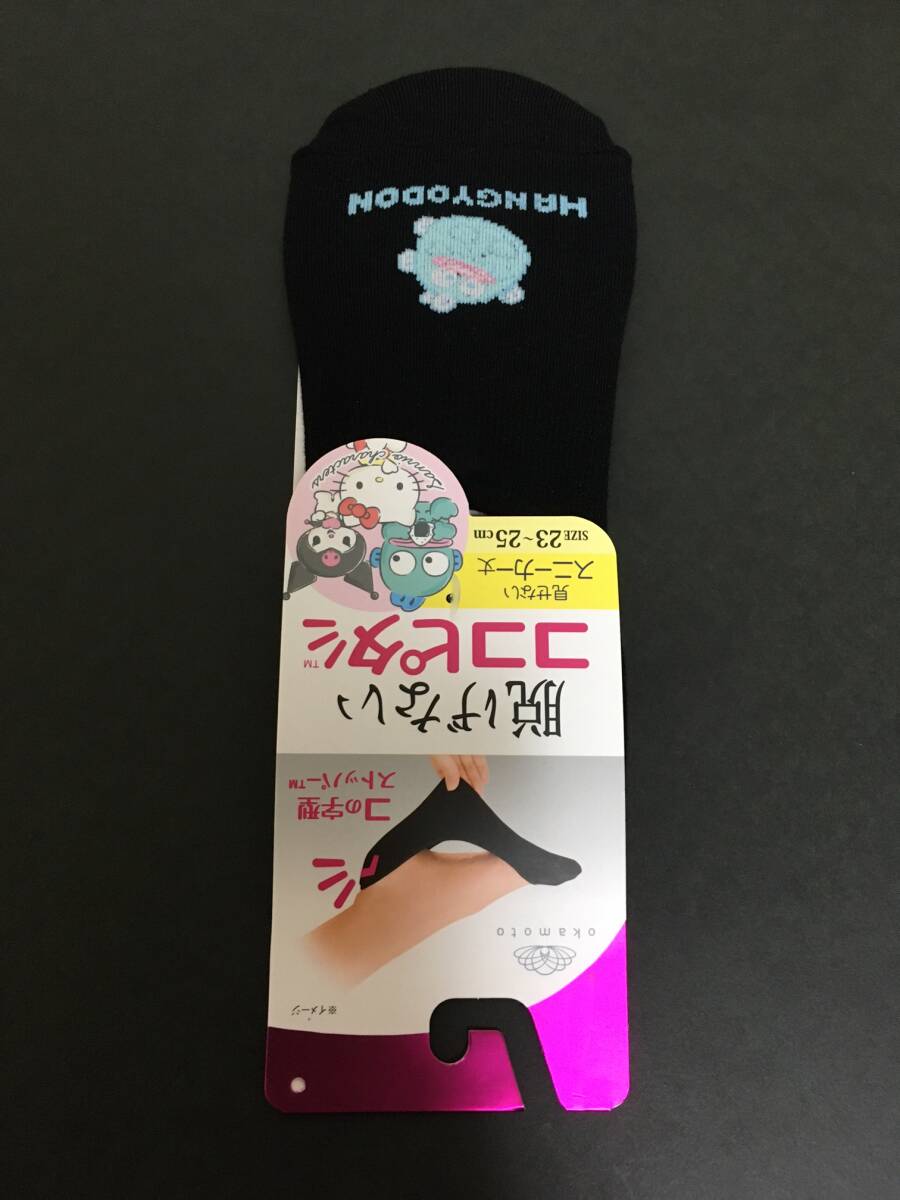 okamoto
※イメージ
コの字型
ストッパー™
脱げない
ココピタ™
見せない
スニーカー丈
SIZE 23~25cm
Sanrio characters
HANGYODON